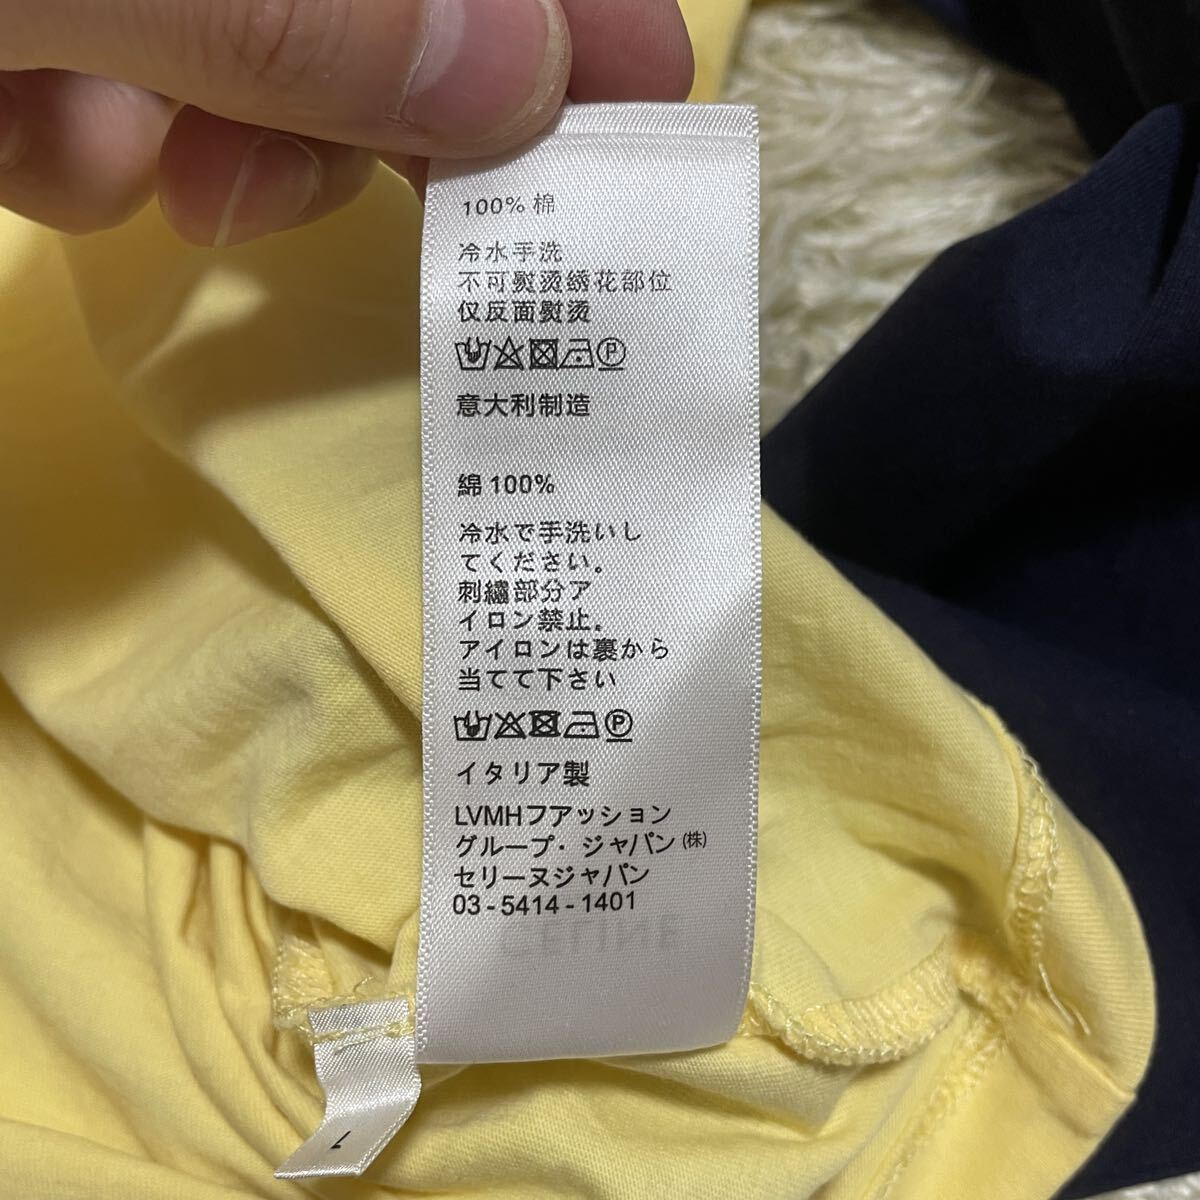 100% 棉
冷水手洗
不可熨烫绣花部位
仅反面熨烫
P
意大利制造
綿 100%
冷水で手洗いし
てください。
刺繍部分ア
イロン禁止。
アイロンは裏から
当てて下さい
P
イタリア製
LVMHファッション
グループ・ジャパン㈱
セリーヌジャパン
03-5414-1401
CELINE